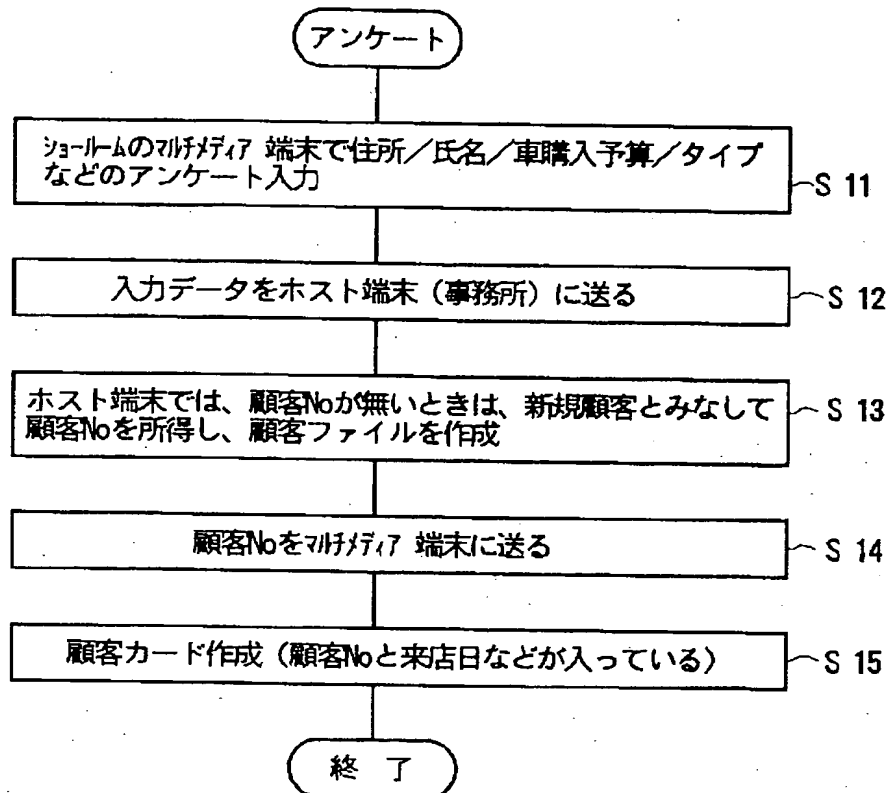 アンケート
ｼｮｰﾙｰﾑのﾏﾙﾁﾒﾃﾞｨｱ 端末で住所／氏名／車購入予算／タイプ
などのアンケート入力
S 11
入力データをホスト端末（事務所）に送る
S 12
ホスト端末では、顧客Noが無いときは、新規顧客とみなして
顧客Noを所得し、顧客ファイルを作成
S 13
顧客Noをﾏﾙﾁﾒﾃﾞｨｱ 端末に送る
S 14
顧客カード作成（顧客Noと来店日などが入っている）
S 15
終 了